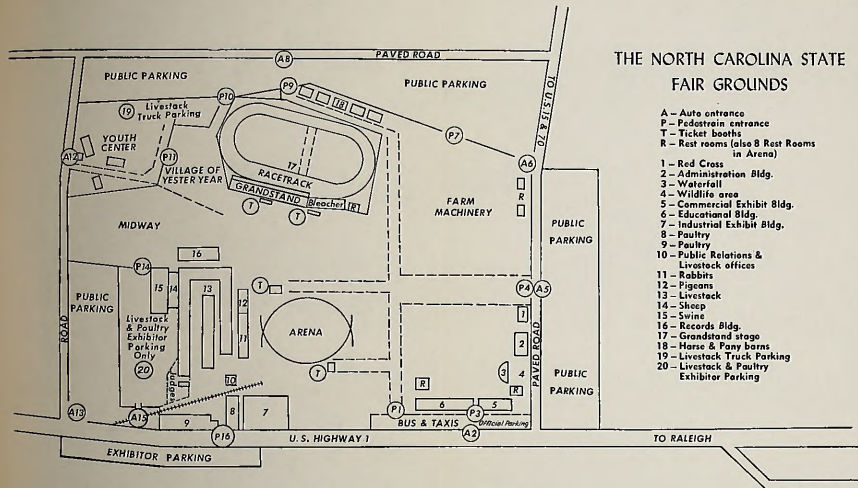 THE NORTH CAROLINA STATE
FAIR GROUNDS
A – Auto entrance
P – Pedestrain entrance
T – Ticket booths
R – Rest rooms (also 8 Rest Rooms
in Arena)
1 – Red Cross
2 – Administration Bldg.
3 – Waterfall
4 – Wildlife area
5 – Commercial Exhibit Bldg.
6 – Educational Bldg.
7 – Industrial Exhibit Bldg.
8 – Poultry
9 – Poultry
10 – Public Relations &
Livestock offices
11 – Rabbits
12 – Pigeons
13 – Livestock
14 – Sheep
15 – Swine
16 – Records Bldg.
17 – Grandstand stage
18 – Horse & Pony barns
19 – Livestock Truck Parking
20 – Livestock & Poultry
Exhibitor Parking
PAVED ROAD
A8
PUBLIC PARKING
P9
PUBLIC PARKING
TO U.S. 15 & 70
P10
18
19
Livestock
Truck Parking
P7
YOUTH
CENTER
A12
P11
VILLAGE OF
YESTER YEAR
17
RACETRACK
GRANDSTAND
Bleacher
R
T
T
A6
R
FARM
MACHINERY
PUBLIC
PARKING
MIDWAY
16
P14
15
14
13
12
11
T
P4
A5
PUBLIC
PARKING
ROAD
Livestock
& Poultry
Exhibitor
Parking
Only
20
ARENA
1
2
3
4
PAVED ROAD
Judges
10
T
R
R
PUBLIC
PARKING
A13
A15
9
8
7
P1
6
5
P3
P16
BUS & TAXIS
Official Parking
A2
U.S. HIGHWAY 1
TO RALEIGH
EXHIBITOR PARKING